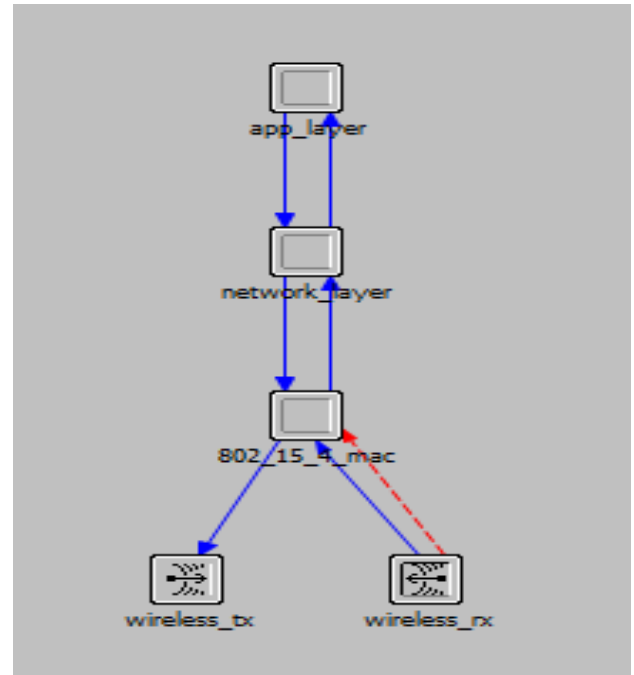 app_layer
network_layer
802_15_4_mac
wireless_tx
wireless_rx